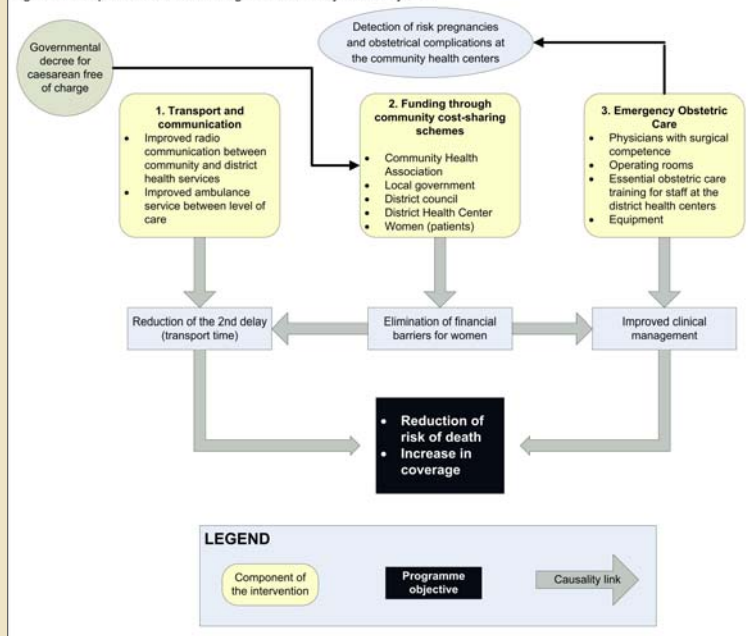 Governmental
decree for
caesarean free
of charge
Detection of risk pregnancies
and obstetrical complications at
the community health centers
1. Transport and
communication
• Improved radio
communication between
community and district
health services
• Improved ambulance
service between level of
care
2. Funding through
community cost-sharing
schemes
• Community Health
Association
• Local government
• District council
• District Health Center
• Women (patients)
3. Emergency Obstetric
Care
• Physicians with surgical
competence
• Operating rooms
• Essential obstetric care
training for staff at the
district health centers
• Equipment
Reduction of the 2nd delay
(transport time)
Elimination of financial
barriers for women
Improved clinical
management
• Reduction of
risk of death
• Increase in
coverage
LEGEND
Component of
the intervention
Programme
objective
Causality link